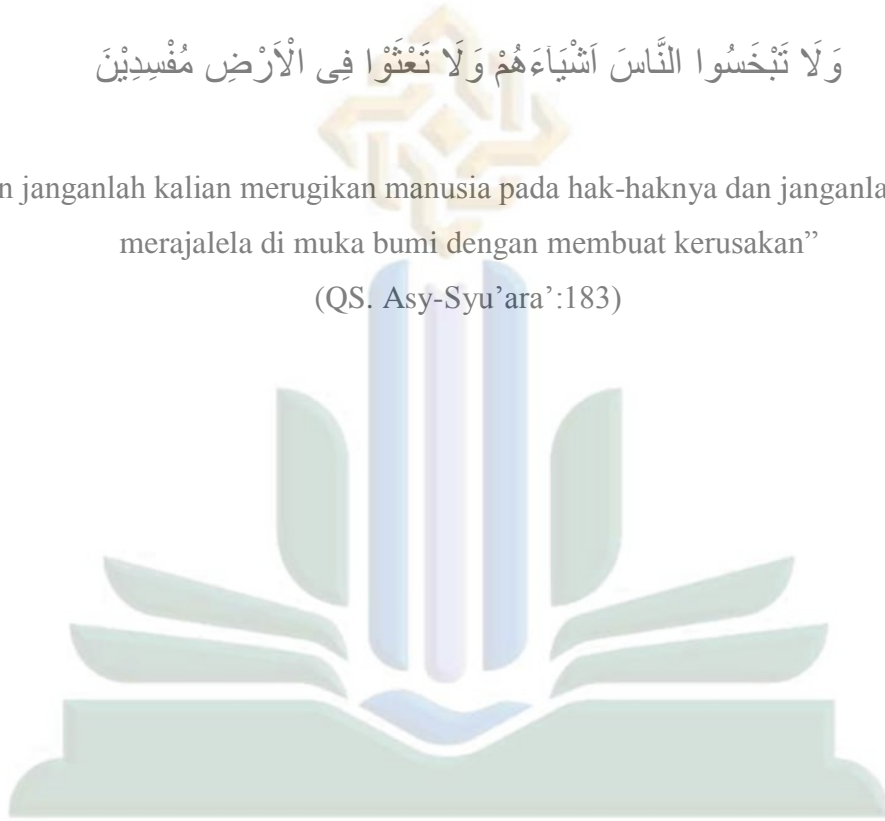 وَلَا تَبْخَسُوا النَّاسَ اَشْيَاۤءَهُمْ وَلَا تَعْثَوْا فِى الْاَرْضِ مُفْسِدِيْنَ
janganlah kalian merugikan manusia pada hak-haknya dan
merajalela di muka bumi dengan membuat kerusakan”
(QS. Asy-Syu’ara’:183)